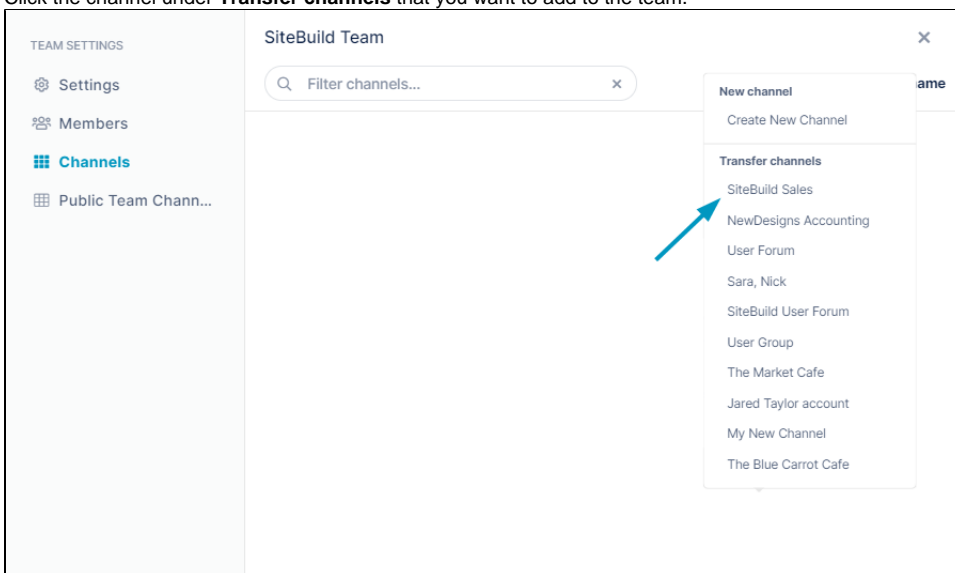 Click the channel under Transfer channels that you want to add to the team.
TEAM SETTINGS
Settings
Members
Channels
Public Team Chann...
SiteBuild Team
Filter channels...
ame
New channel
Create New Channel
Transfer channels
SiteBuild Sales
NewDesigns Accounting
User Forum
Sara, Nick
SiteBuild User Forum
User Group
The Market Cafe
Jared Taylor account
My New Channel
The Blue Carrot Cafe